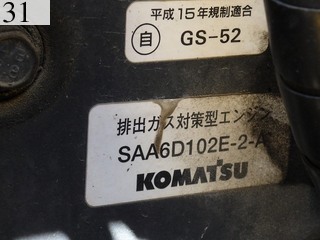 31
平成15年規制適合
自 GS-52
排出ガス対策型エンジン
SAA6D102E-2-A
KOMATSU